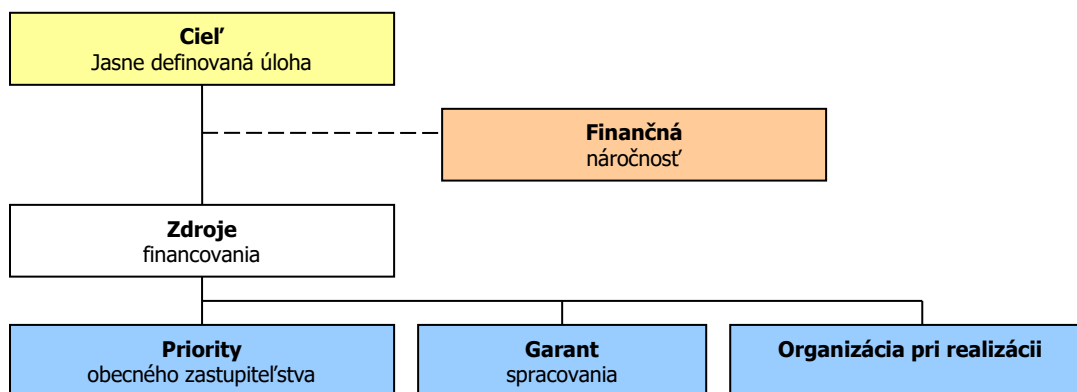 Cieľ
Jasne definovaná úloha
Finančná
náročnosť
Zdroje
financovania
Priority
obecného zastupiteľstva
Garant
spracovania
Organizácia pri realizácii